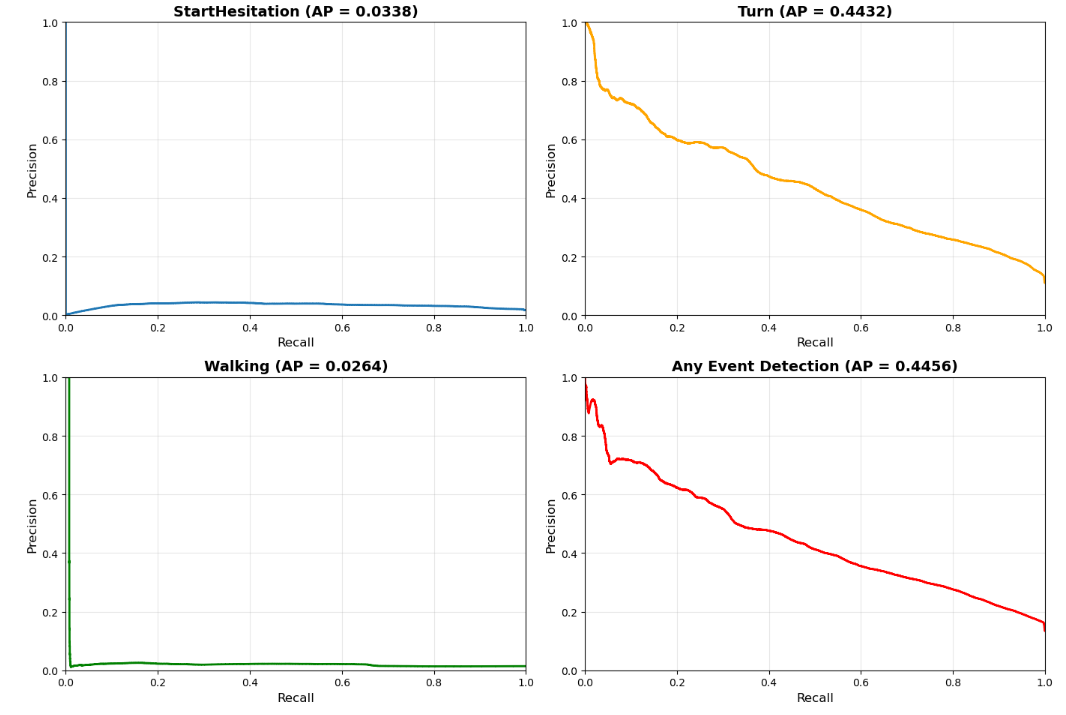 StartHesitation (AP = 0.0338)
1.0
0.8
0.6
0.4
0.2
0.0
Precision
0.0 0.2 0.4 0.6 0.8 1.0
Recall
Turn (AP = 0.4432)
1.0
0.8
0.6
0.4
0.2
0.0
Precision
0.0 0.2 0.4 0.6 0.8 1.0
Recall
Walking (AP = 0.0264)
1.0
0.8
0.6
0.4
0.2
0.0
Precision
0.0 0.2 0.4 0.6 0.8 1.0
Recall
Any Event Detection (AP = 0.4456)
1.0
0.8
0.6
0.4
0.2
0.0
Precision
0.0 0.2 0.4 0.6 0.8 1.0
Recall